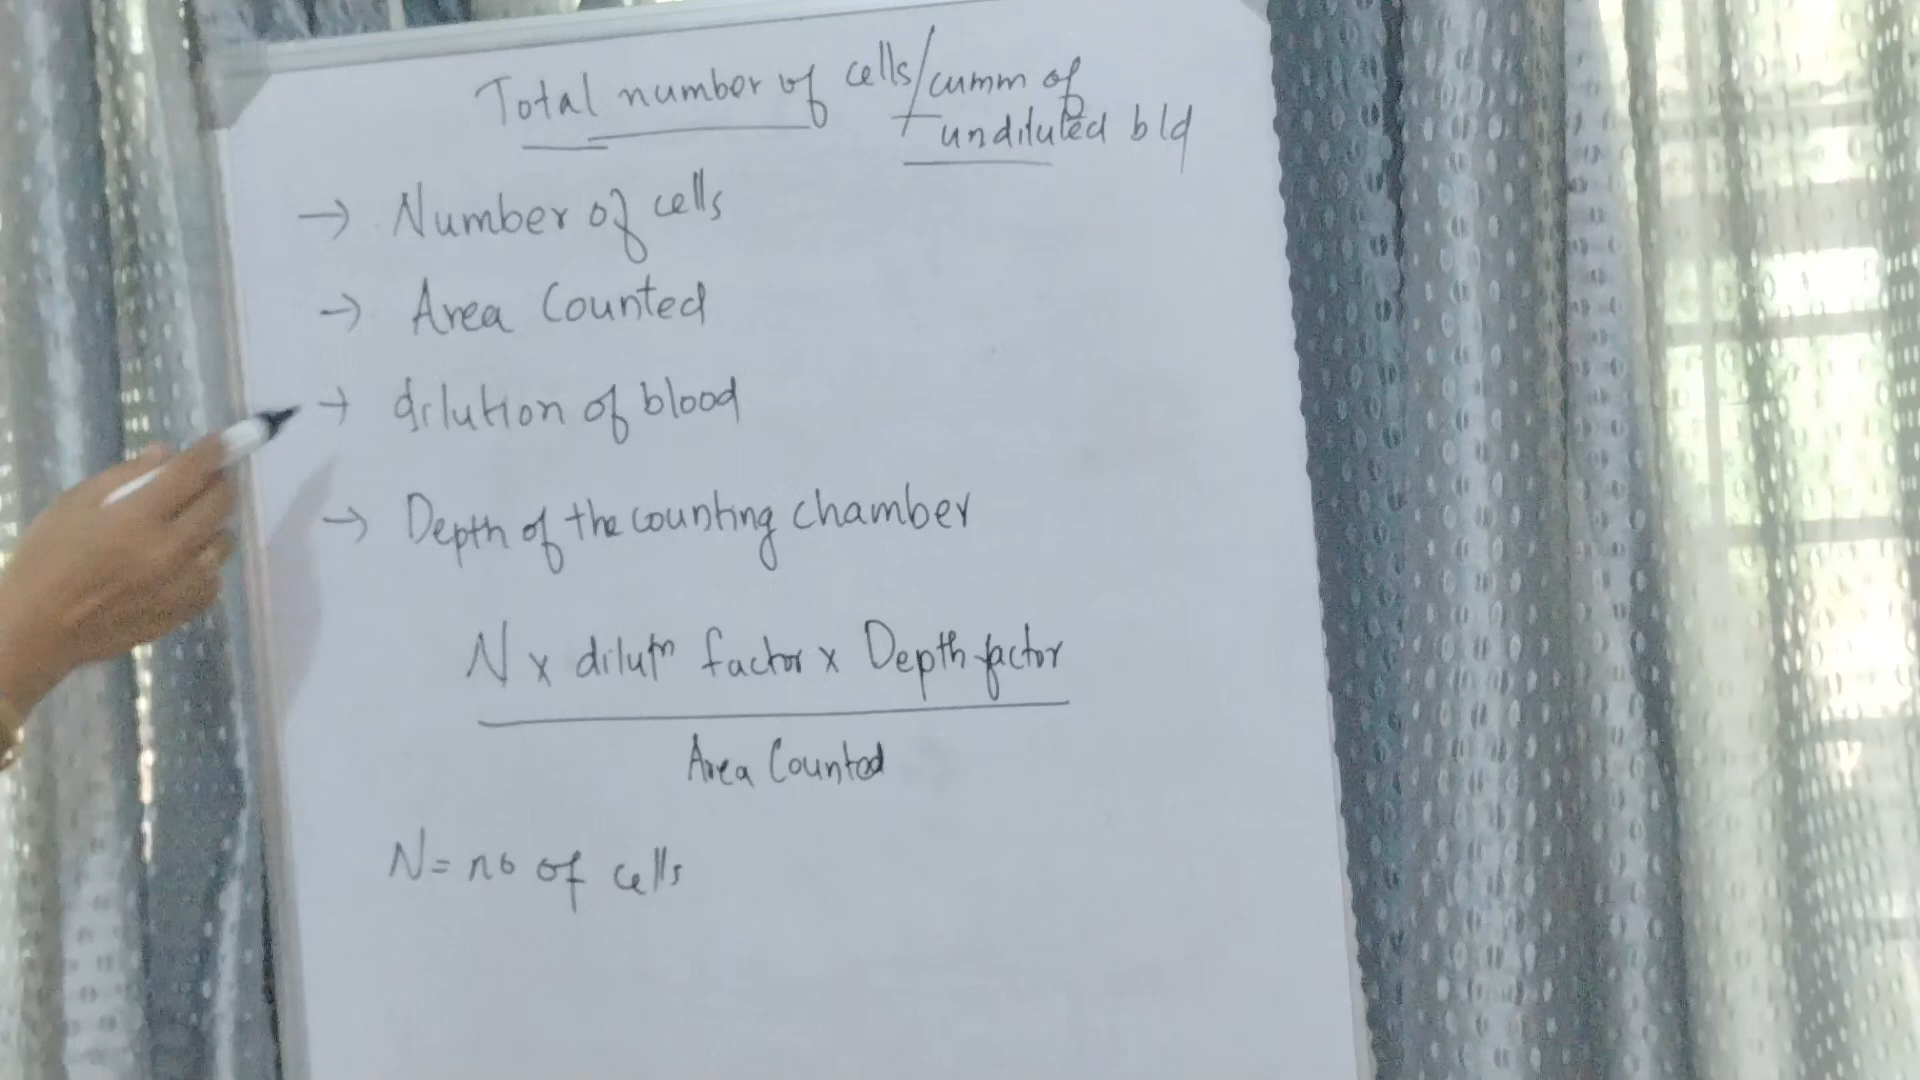 Total number of cells/cumm of
undiluted bld
→ Number of cells
→ Area Counted
→ dilution of blood
→ Depth of the counting chamber
N x dilutn factor x Depth factor
Area Counted
N= no of cells